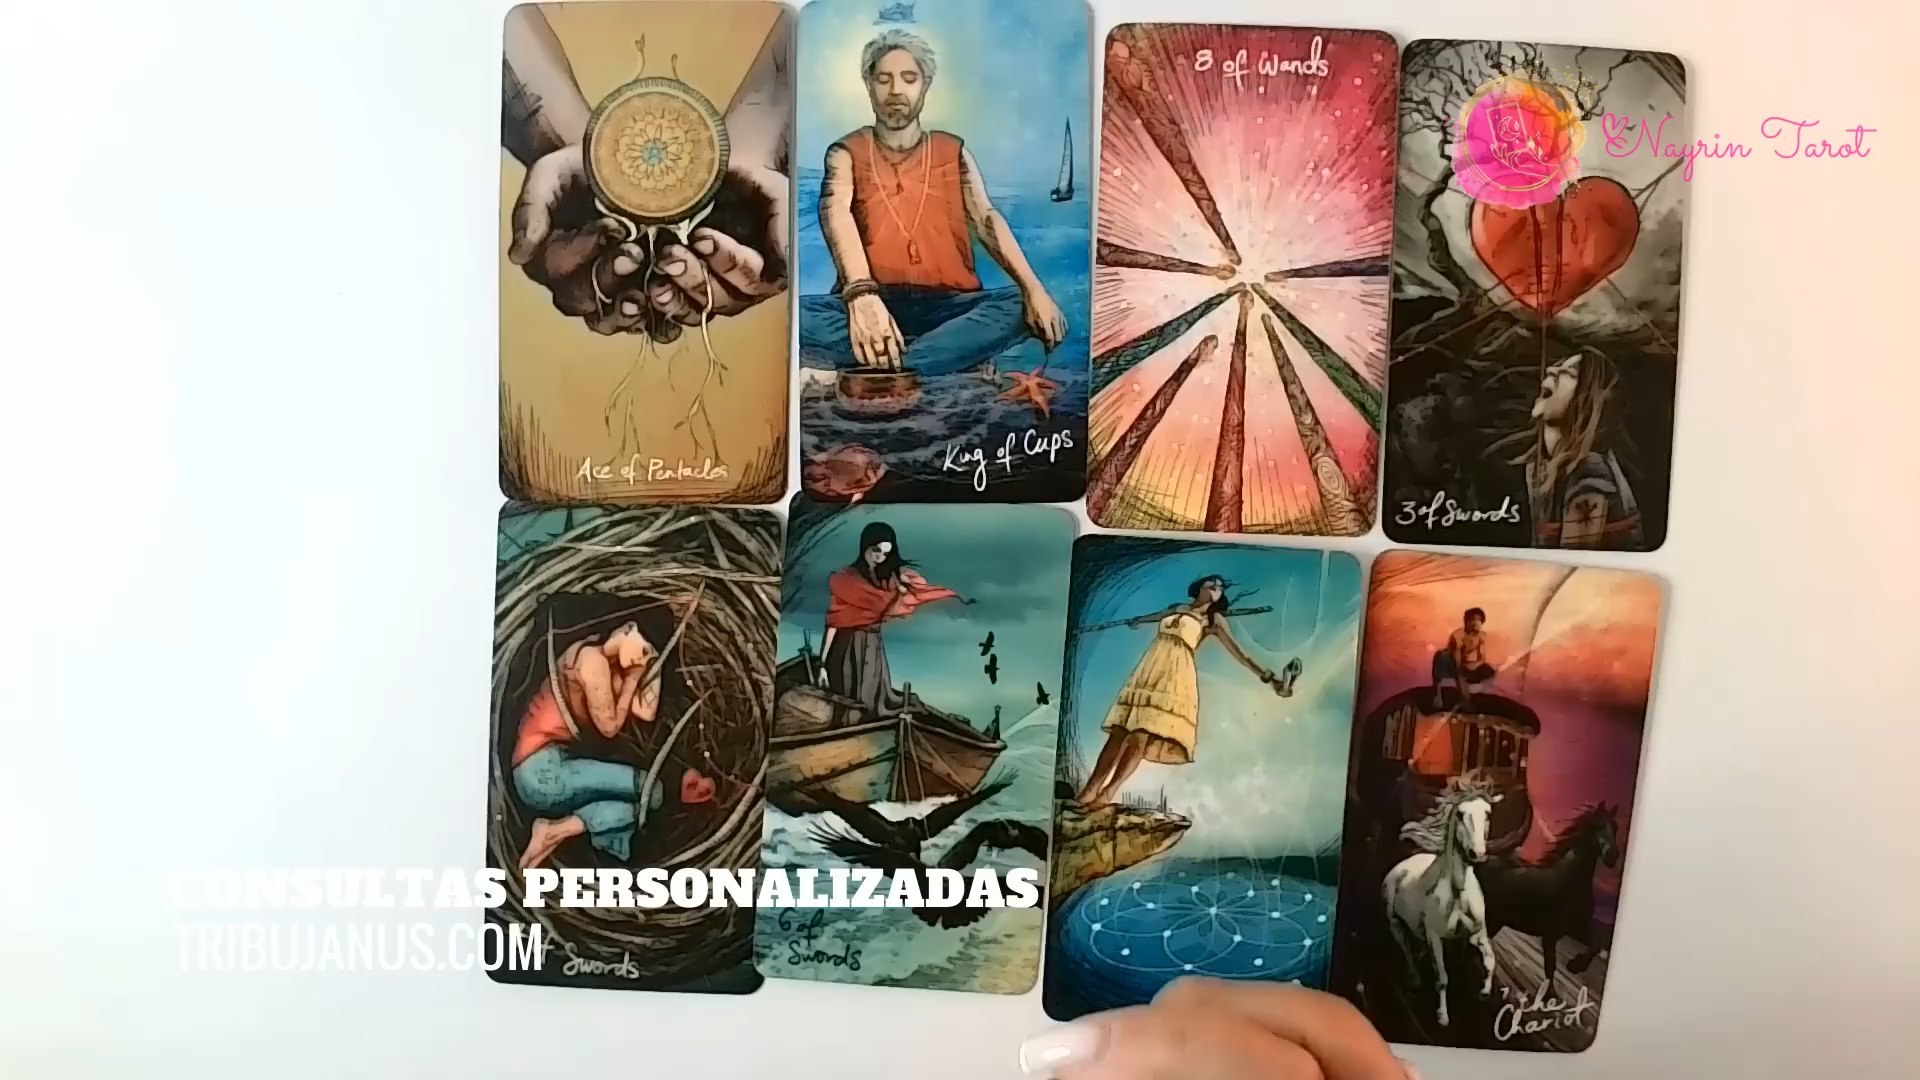 Ace of Pentacles
King of Cups
8 of Wands
3 of Swords
Nayrin Tarot
CONSULTAS PERSONALIZADAS
TRIBUJANUS.COM
Swords
6 of
Swords
7 the
Chariot